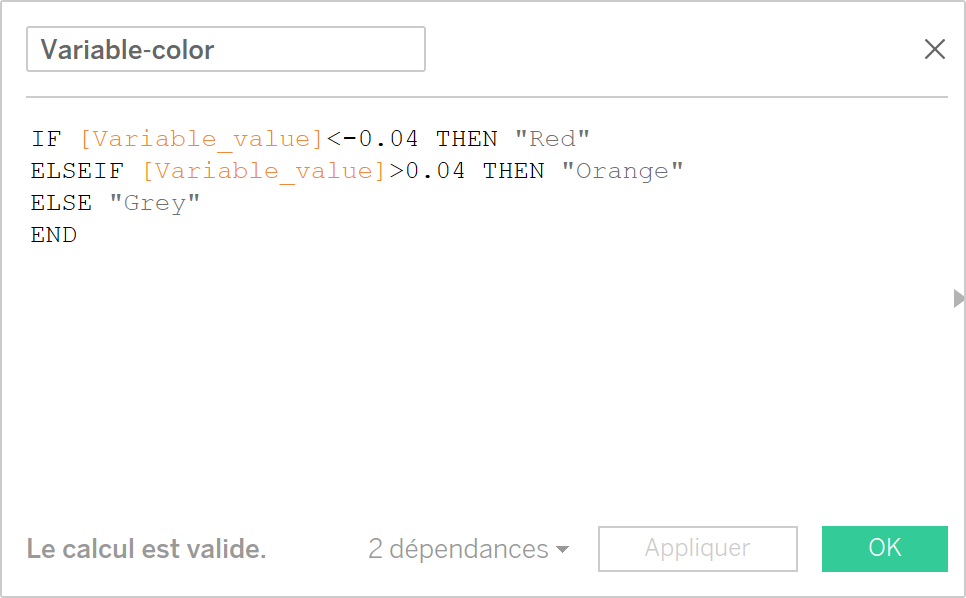 Variable-color
IF [Variable_value]<-0.04 THEN "Red"
ELSEIF [Variable_value]>0.04 THEN "Orange"
ELSE "Grey"
END
Le calcul est valide.
2 dépendances
Appliquer
OK